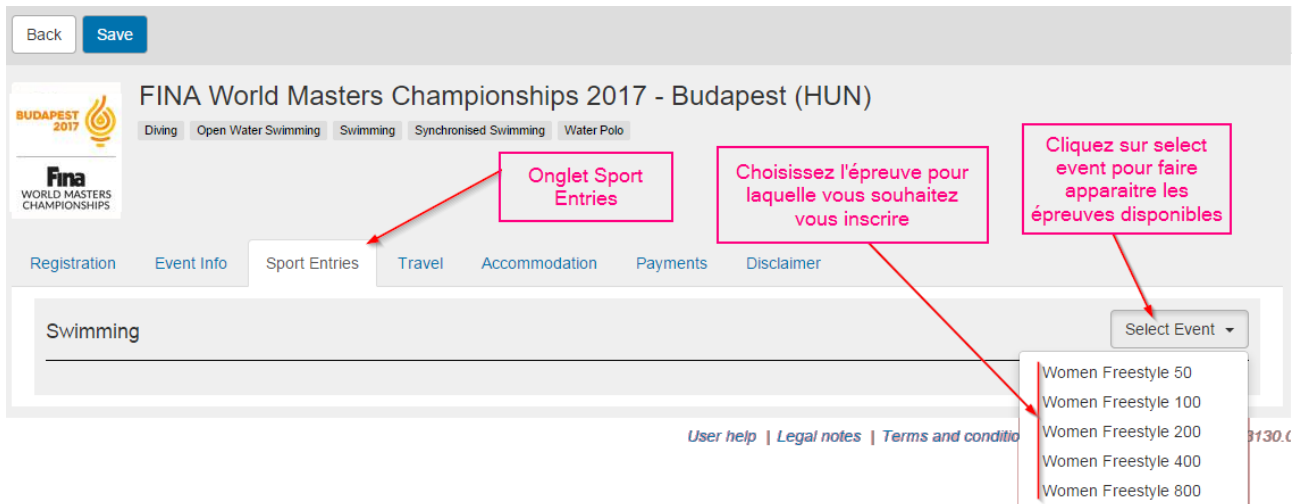 Back Save
BUDAPEST
2017
Fina
WORLD MASTERS
CHAMPIONSHIPS
FINA World Masters Championships 2017 - Budapest (HUN)
Diving Open Water Swimming Swimming Synchronised Swimming Water Polo
Onglet Sport
Entries
Choisissez l'épreuve pour
laquelle vous souhaitez
vous inscrire
Cliquez sur select
event pour faire
apparaitre les
épreuves disponibles
Registration Event Info Sport Entries Travel Accommodation Payments Disclaimer
Swimming
Select Event
Women Freestyle 50
Women Freestyle 100
Women Freestyle 200
Women Freestyle 400
Women Freestyle 800
User help | Legal notes | Terms and conditio